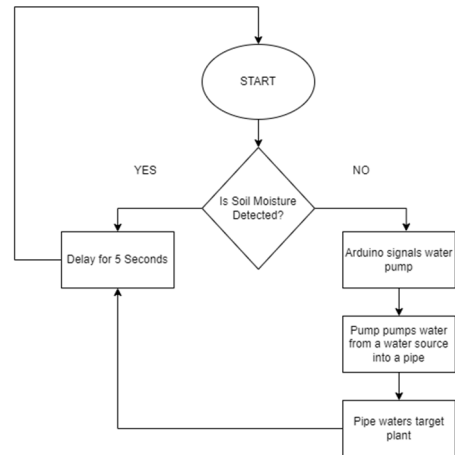 START
YES
NO
Is Soil Moisture
Detected?
Delay for 5 Seconds
Arduino signals water
pump
Pump pumps water
from a water source
into a pipe
Pipe waters target
plant